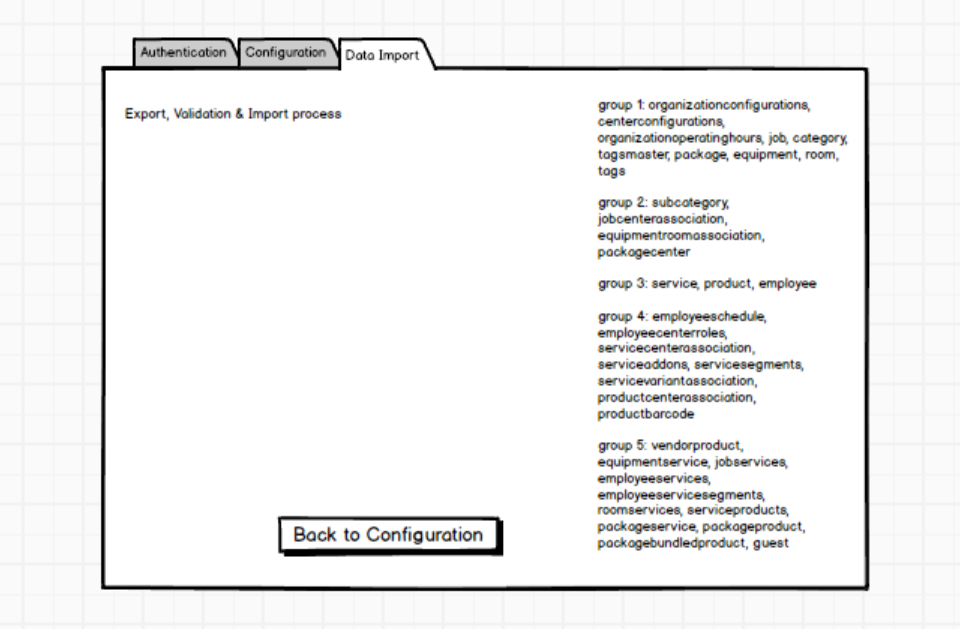 Authentication
Configuration
Data Import
Export, Validation & Import process
group 1: organizationconfigurations,
centerconfigurations,
organizationoperatinghours, job, category,
tagsmaster, package, equipment, room,
tags
group 2: subcategory,
jobcenterassociation,
equipmentroomassociation,
packagecenter
group 3: service, product, employee
group 4: employeeschedule,
employeecenterroles,
servicecenterassociation,
serviceaddons, servicesegments,
servicevariantassociation,
productcenterassociation,
productbarcode
group 5: vendorproduct,
equipmentservice, jobservices,
employeeservices,
employeeservicesegments,
roomservices, serviceproducts,
packageservice, packageproduct,
packagebundledproduct, guest
Back to Configuration